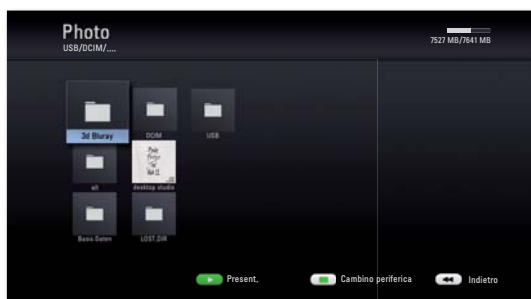 Photo
USB/DCIM/....
7527 MB/7641 MB
3d Bluray
DCIM
USB
alt
desktop studio
Basis Daten
LOST.DIR
Present.
Cambino periferica
Indietro